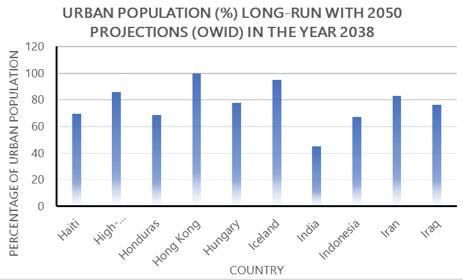 URBAN POPULATION (%) LONG-RUN WITH 2050
PROJECTIONS (OWID) IN THE YEAR 2038
PERCENTAGE OF URBAN POPULATION
120
100
80
60
40
20
0
Haiti
High-...
Honduras
Hong Kong
Hungary
Iceland
India
Indonesia
Iran
Iraq
COUNTRY